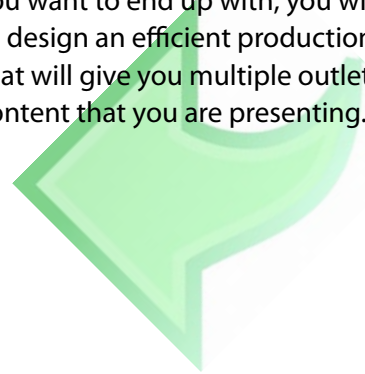 ou want to end up with, you wi
design an efficient production
at will give you multiple outlet
ontent that you are presenting.